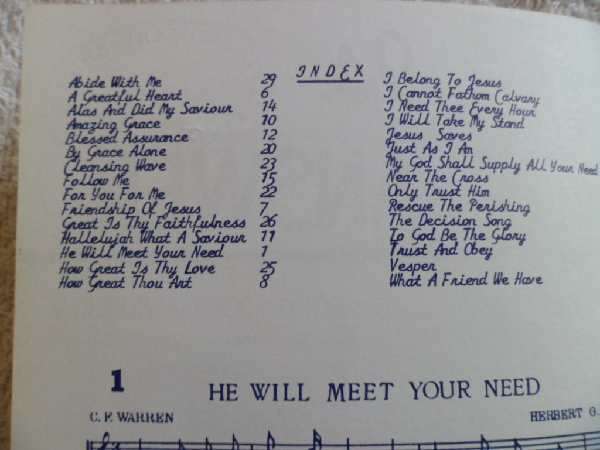 INDEX
Abide With Me 29
A Greatful Heart 6
Alas And Did My Saviour 14
Amazing Grace 10
Blessed Assurance 12
By Grace Alone 20
Cleansing Wave 23
Follow Me 15
For You For Me 22
Friendship Of Jesus 7
Great Is Thy Faithfulness 26
Hallelujah What A Saviour 11
He Will Meet Your Need 1
How Great Is Thy Love 25
How Great Thou Art 8
I Belong To Jesus
I Cannot Fathom Calvary
I Need Thee Every Hour
I Will Take My Stand
Jesus Saves
Just As I Am
My God Shall Supply All Your Need
Near The Cross
Only Trust Him
Rescue The Perishing
The Decision Song
To God Be The Glory
Trust And Obey
Vesper
What A Friend We Have
1 HE WILL MEET YOUR NEED
C. F. WARREN HERBERT G.